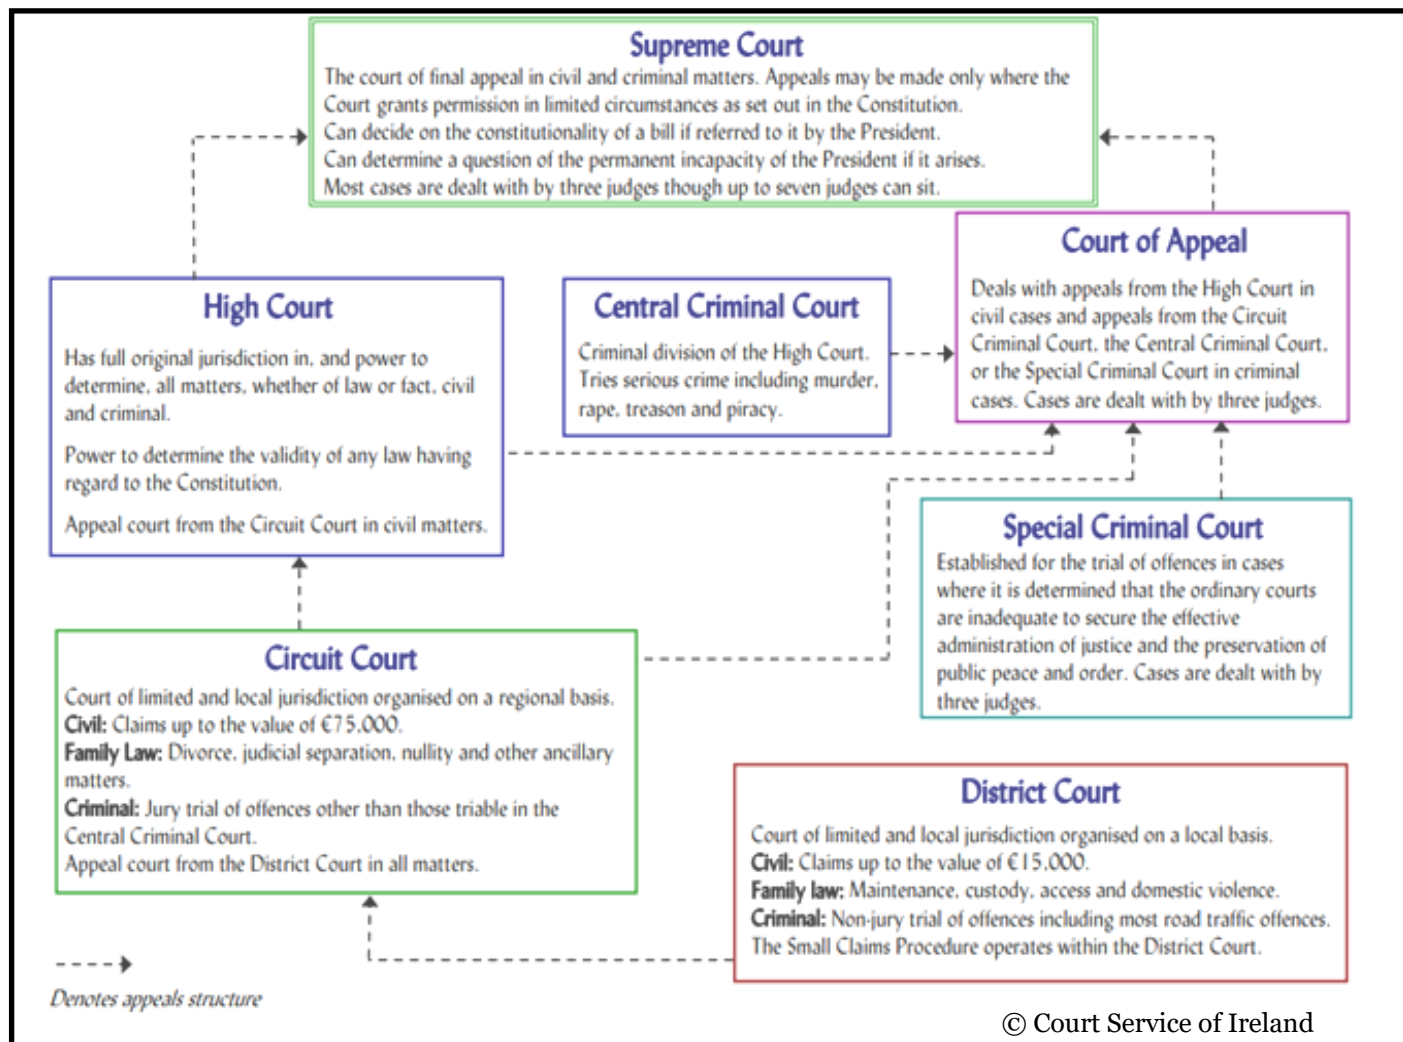 Supreme Court
The court of final appeal in civil and criminal matters. Appeals may be made only where the
Court grants permission in limited circumstances as set out in the Constitution.
Can decide on the constitutionality of a bill if referred to it by the President.
Can determine a question of the permanent incapacity of the President if it arises.
Most cases are dealt with by three judges though up to seven judges can sit.
High Court
Has full original jurisdiction in, and power to
determine, all matters, whether of law or fact, civil
and criminal.
Power to determine the validity of any law having
regard to the Constitution.
Appeal court from the Circuit Court in civil matters.
Central Criminal Court
Criminal division of the High Court.
Tries serious crime including murder,
rape, treason and piracy.
Court of Appeal
Deals with appeals from the High Court in
civil cases and appeals from the Circuit
Criminal Court, the Central Criminal Court,
or the Special Criminal Court in criminal
cases. Cases are dealt with by three judges.
Special Criminal Court
Established for the trial of offences in cases
where it is determined that the ordinary courts
are inadequate to secure the effective
administration of justice and the preservation of
public peace and order. Cases are dealt with by
three judges.
Circuit Court
Court of limited and local jurisdiction organised on a regional basis.
Civil: Claims up to the value of €75,000.
Family Law: Divorce, judicial separation, nullity and other ancillary
matters.
Criminal: Jury trial of offences other than those triable in the
Central Criminal Court.
Appeal court from the District Court in all matters.
District Court
Court of limited and local jurisdiction organised on a local basis.
Civil: Claims up to the value of €15,000.
Family law: Maintenance, custody, access and domestic violence.
Criminal: Non-jury trial of offences including most road traffic offences.
The Small Claims Procedure operates within the District Court.
Denotes appeals structure
© Court Service of Ireland